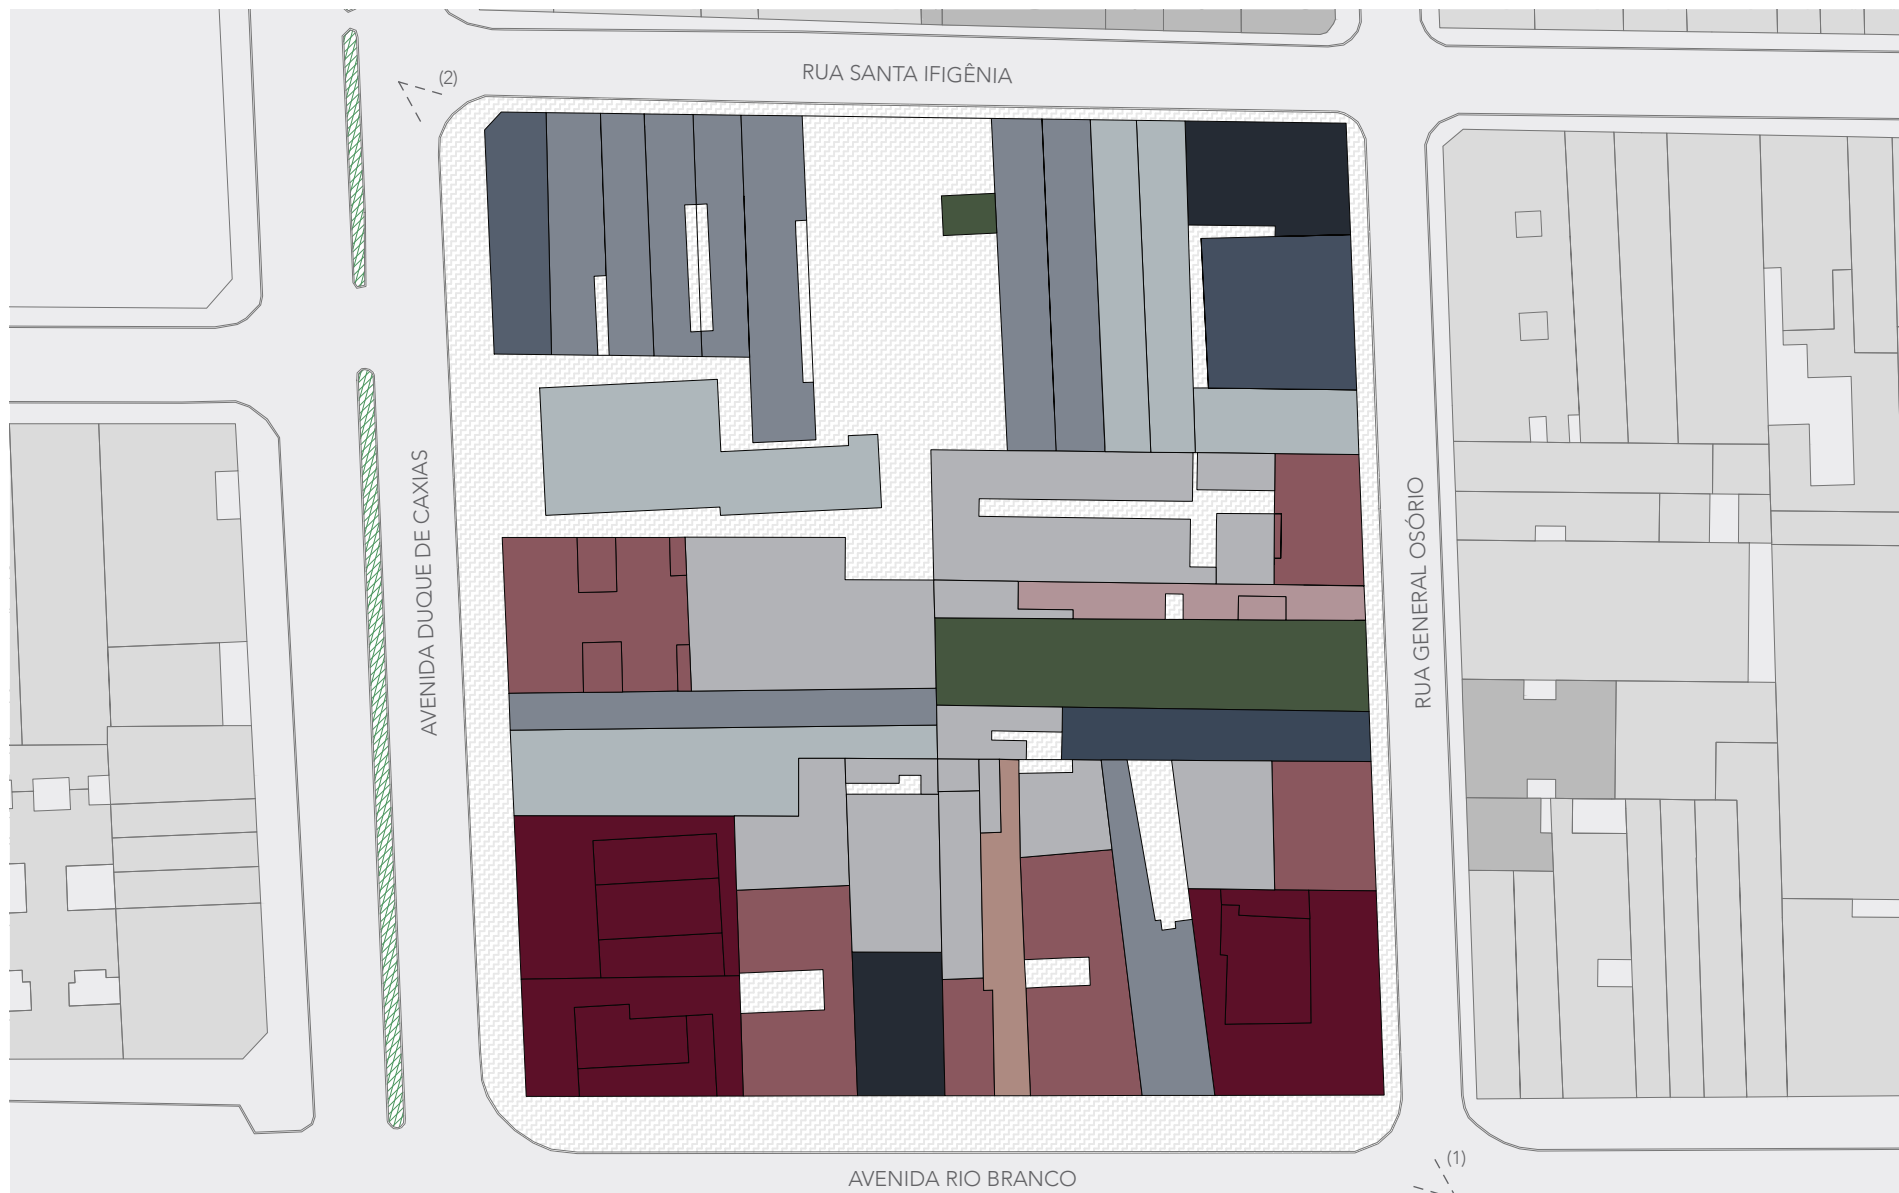 (2)
RUA SANTA IFIGÊNIA
AVENIDA DUQUE DE CAXIAS
RUA GENERAL OSÓRIO
(1)
AVENIDA RIO BRANCO